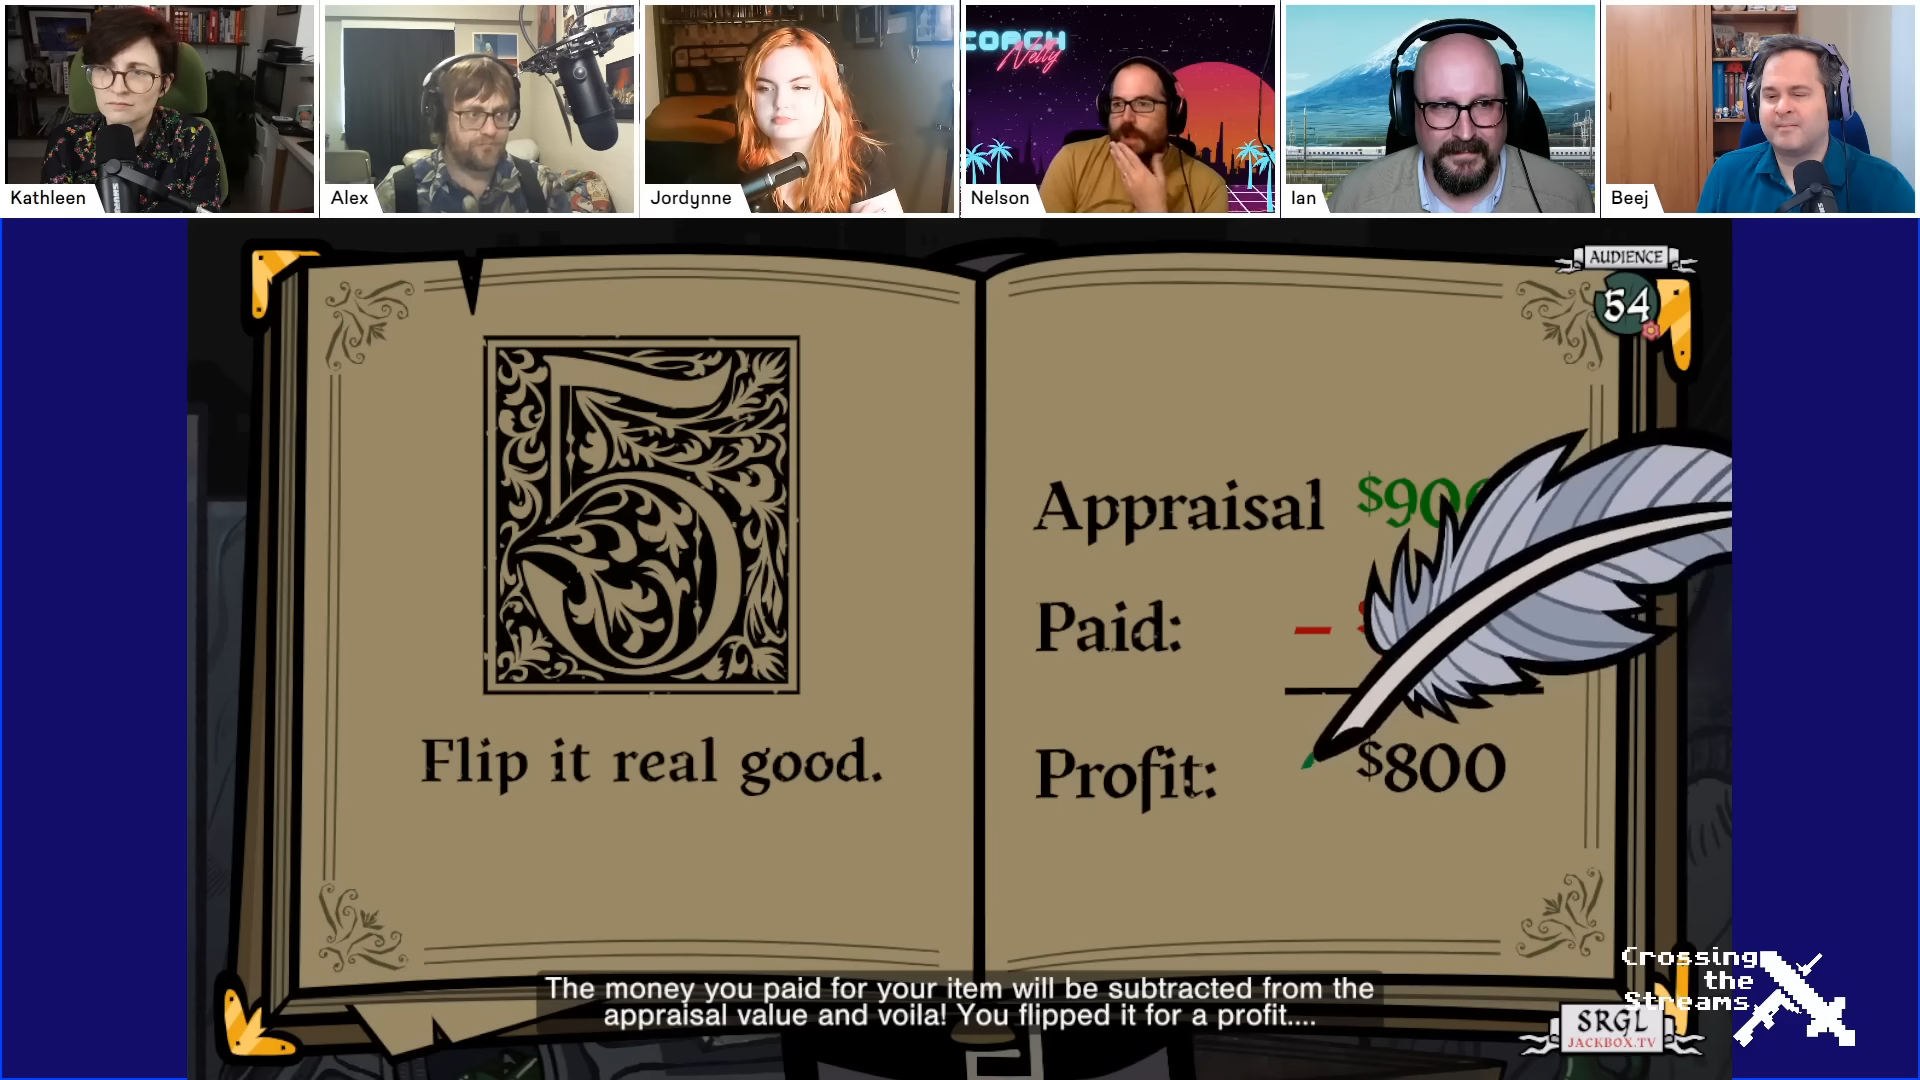 COACH
Nelly
Kathleen
Alex
Jordynne
Nelson
Ian
Beej
AUDIENCE
54
5
Flip it real good.
Appraisal
Paid: –
Profit: $800
The money you paid for your item will be subtracted from the
appraisal value and voila! You flipped it for a profit....
Crossing
the
Streams
SRGL
JACKBOX.TV